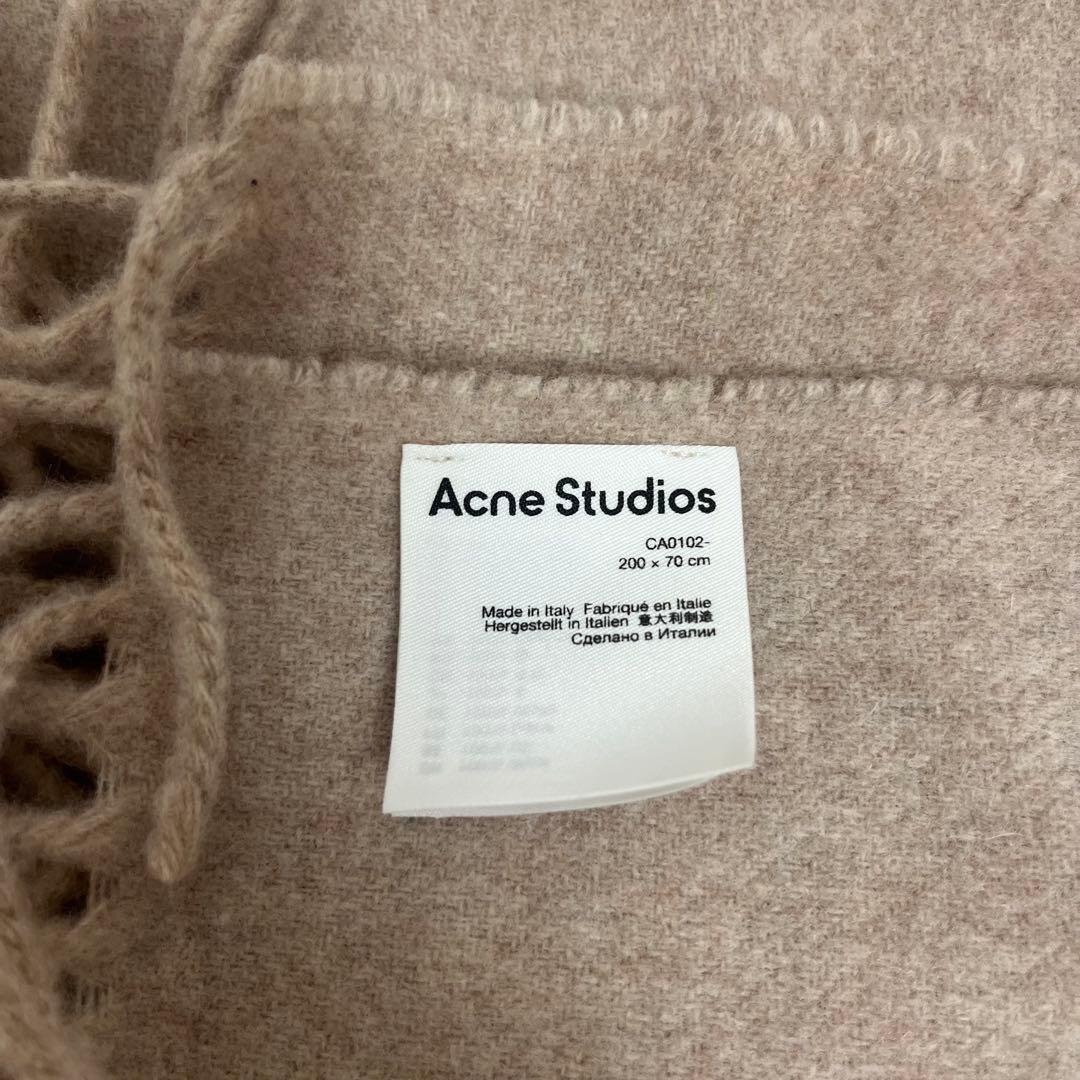 Acne Studios
CA0102-
200 × 70 cm
Made in Italy Fabriqué en Italie
Hergestellt in Italien 意大利制造
Сделано в Италии